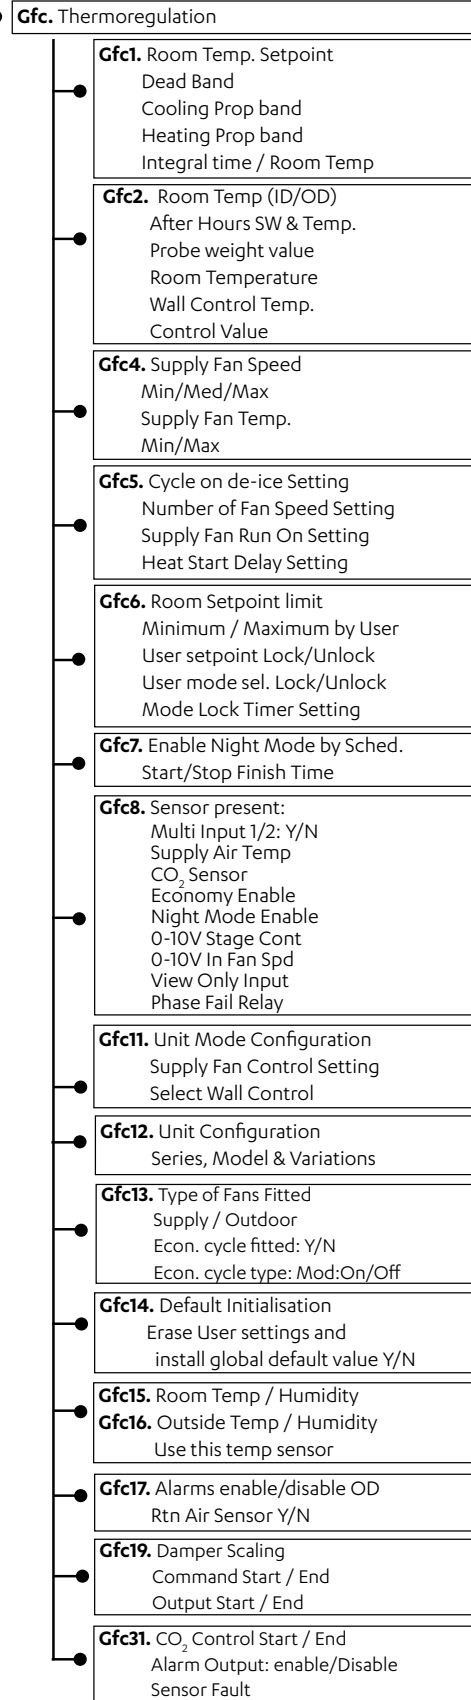 Gfc. Thermoregulation
Gfc1. Room Temp. Setpoint
Dead Band
Cooling Prop band
Heating Prop band
Integral time / Room Temp
Gfc2. Room Temp (ID/OD)
After Hours SW & Temp.
Probe weight value
Room Temperature
Wall Control Temp.
Control Value
Gfc4. Supply Fan Speed
Min/Med/Max
Supply Fan Temp.
Min/Max
Gfc5. Cycle on de-ice Setting
Number of Fan Speed Setting
Supply Fan Run On Setting
Heat Start Delay Setting
Gfc6. Room Setpoint limit
Minimum / Maximum by User
User setpoint Lock/Unlock
User mode sel. Lock/Unlock
Mode Lock Timer Setting
Gfc7. Enable Night Mode by Sched.
Start/Stop Finish Time
Gfc8. Sensor present:
Multi Input 1/2: Y/N
Supply Air Temp
CO2 Sensor
Economy Enable
Night Mode Enable
0-10V Stage Cont
0-10V In Fan Spd
View Only Input
Phase Fail Relay
Gfc11. Unit Mode Configuration
Supply Fan Control Setting
Select Wall Control
Gfc12. Unit Configuration
Series, Model & Variations
Gfc13. Type of Fans Fitted
Supply / Outdoor
Econ. cycle fitted: Y/N
Econ. cycle type: Mod:On/Off
Gfc14. Default Initialisation
Erase User settings and
install global default value Y/N
Gfc15. Room Temp / Humidity
Gfc16. Outside Temp / Humidity
Use this temp sensor
Gfc17. Alarms enable/disable OD
Rtn Air Sensor Y/N
Gfc19. Damper Scaling
Command Start / End
Output Start / End
Gfc31. CO2 Control Start / End
Alarm Output: enable/Disable
Sensor Fault